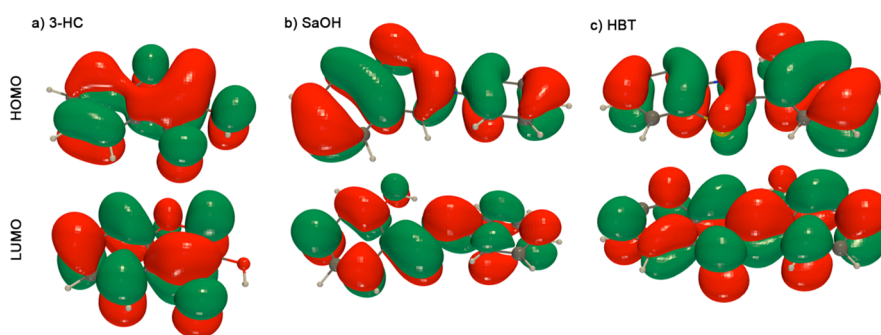 a) 3-HC
b) SaOH
c) HBT
HOMO
LUMO